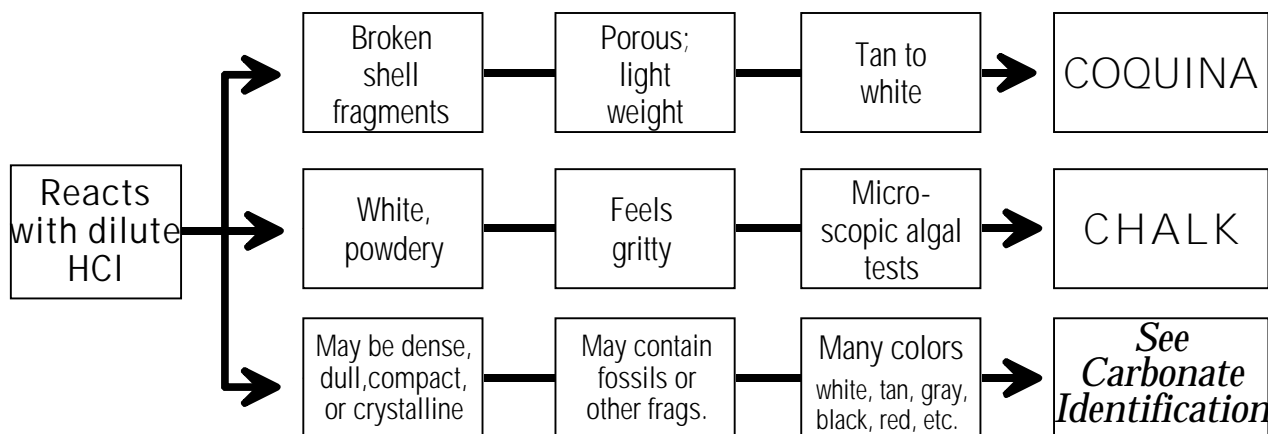 Reacts
with dilute
HCl
Broken
shell
fragments
Porous;
light
weight
Tan to
white
COQUINA
White,
powdery
Feels
gritty
Micro-
scopic algal
tests
CHALK
May be dense,
dull,compact,
or crystalline
May contain
fossils or
other frags.
Many colors
white, tan, gray,
black, red, etc.
See
Carbonate
Identification